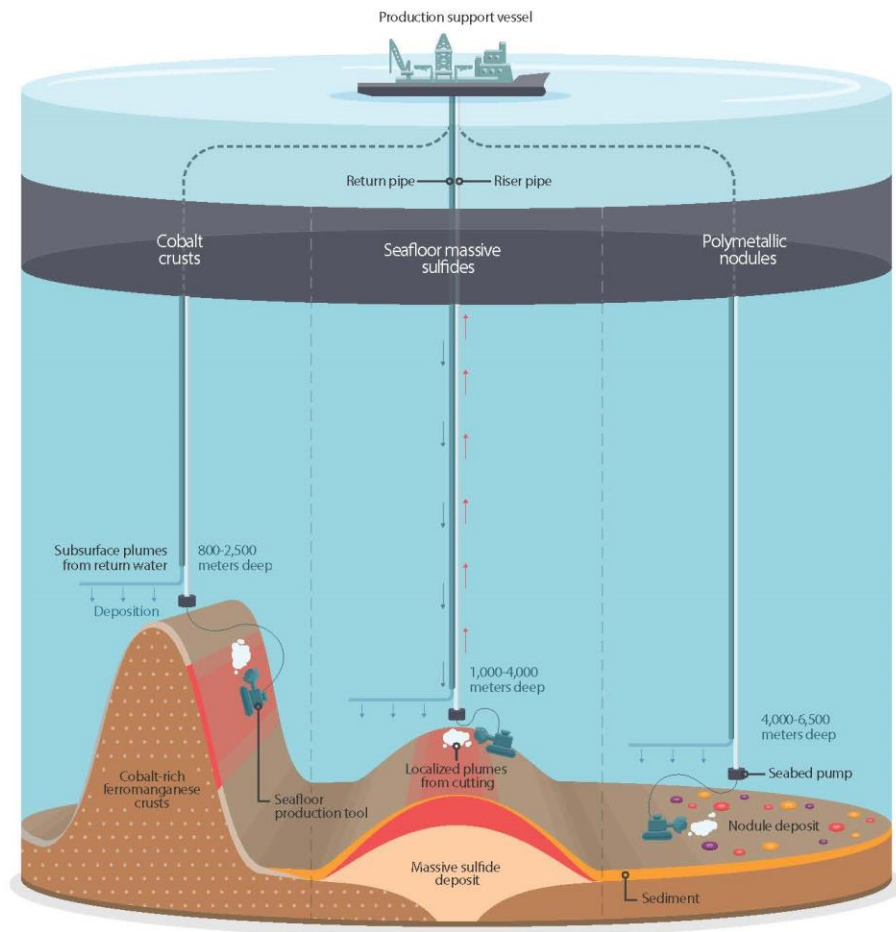 Production support vessel
Return pipe
Riser pipe
Cobalt
crusts
Seafloor massive
sulfides
Polymetallic
nodules
Subsurface plumes
from return water
800-2,500
meters deep
Deposition
1,000-4,000
meters deep
4,000-6,500
meters deep
Seabed pump
Cobalt-rich
ferromanganese
crusts
Seafloor
production tool
Localized plumes
from cutting
Nodule deposit
Massive sulfide
deposit
Sediment